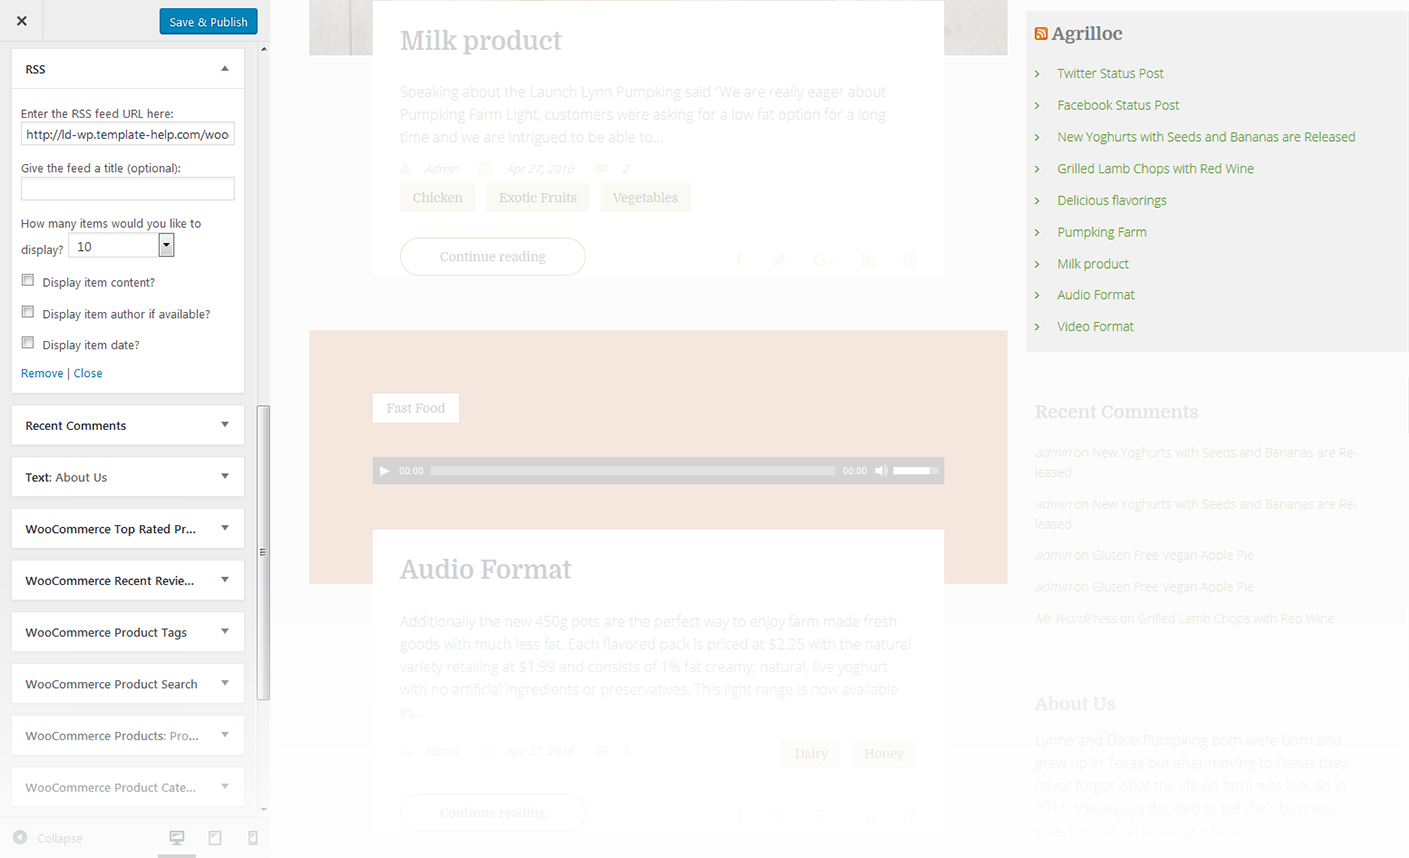 Save & Publish
RSS
Enter the RSS feed URL here:
http://ld-wp.template-help.com/woo
Give the feed a title (optional):
How many items would you like to
display? 10
Display item content?
Display item author if available?
Display item date?
Remove | Close
Recent Comments
Text: About Us
WooCommerce Top Rated Pr...
WooCommerce Recent Revie...
WooCommerce Product Tags
WooCommerce Product Search
WooCommerce Products: Pro...
WooCommerce Product Cate...
Collapse
Milk product
Speaking about the Launch Lynn Pumpking said "We are really eager about
Pumpking Farm Light, customers were asking for a low fat option for a long
time and we are intrigued to be able to...
Admin Apr 27, 2016 2
Chicken Exotic Fruits Vegetables
Continue reading
Fast Food
00:00 00:00
Audio Format
Additionally the new 450g pots are the perfect way to enjoy farm made fresh
goods with much less fat. Each flavored pack is priced at $2.25 with the natural
variety retailing at $1.99 and consists of 1% fat creamy, natural, live yoghurt
with no artificial ingredients or preservatives. This light range is now available
in...
Admin Apr 27, 2016 1
Dairy Honey
Continue reading
Agrilloc
Twitter Status Post
Facebook Status Post
New Yoghurts with Seeds and Bananas are Released
Grilled Lamb Chops with Red Wine
Delicious flavorings
Pumpking Farm
Milk product
Audio Format
Video Format
Recent Comments
admin on New Yoghurts with Seeds and Bananas are Re-
leased
admin on New Yoghurts with Seeds and Bananas are Re-
leased
admin on Gluten Free Vegan Apple Pie
admin on Gluten Free Vegan Apple Pie
Mr WordPress on Grilled Lamb Chops with Red Wine
About Us
Lynne and Dave Pumpking both were born and
grew up in Texas but after moving to Dallas they
never forgot what the life on farm was like. So in
2011, these guys decided to get their business
skills to work on creating a farm